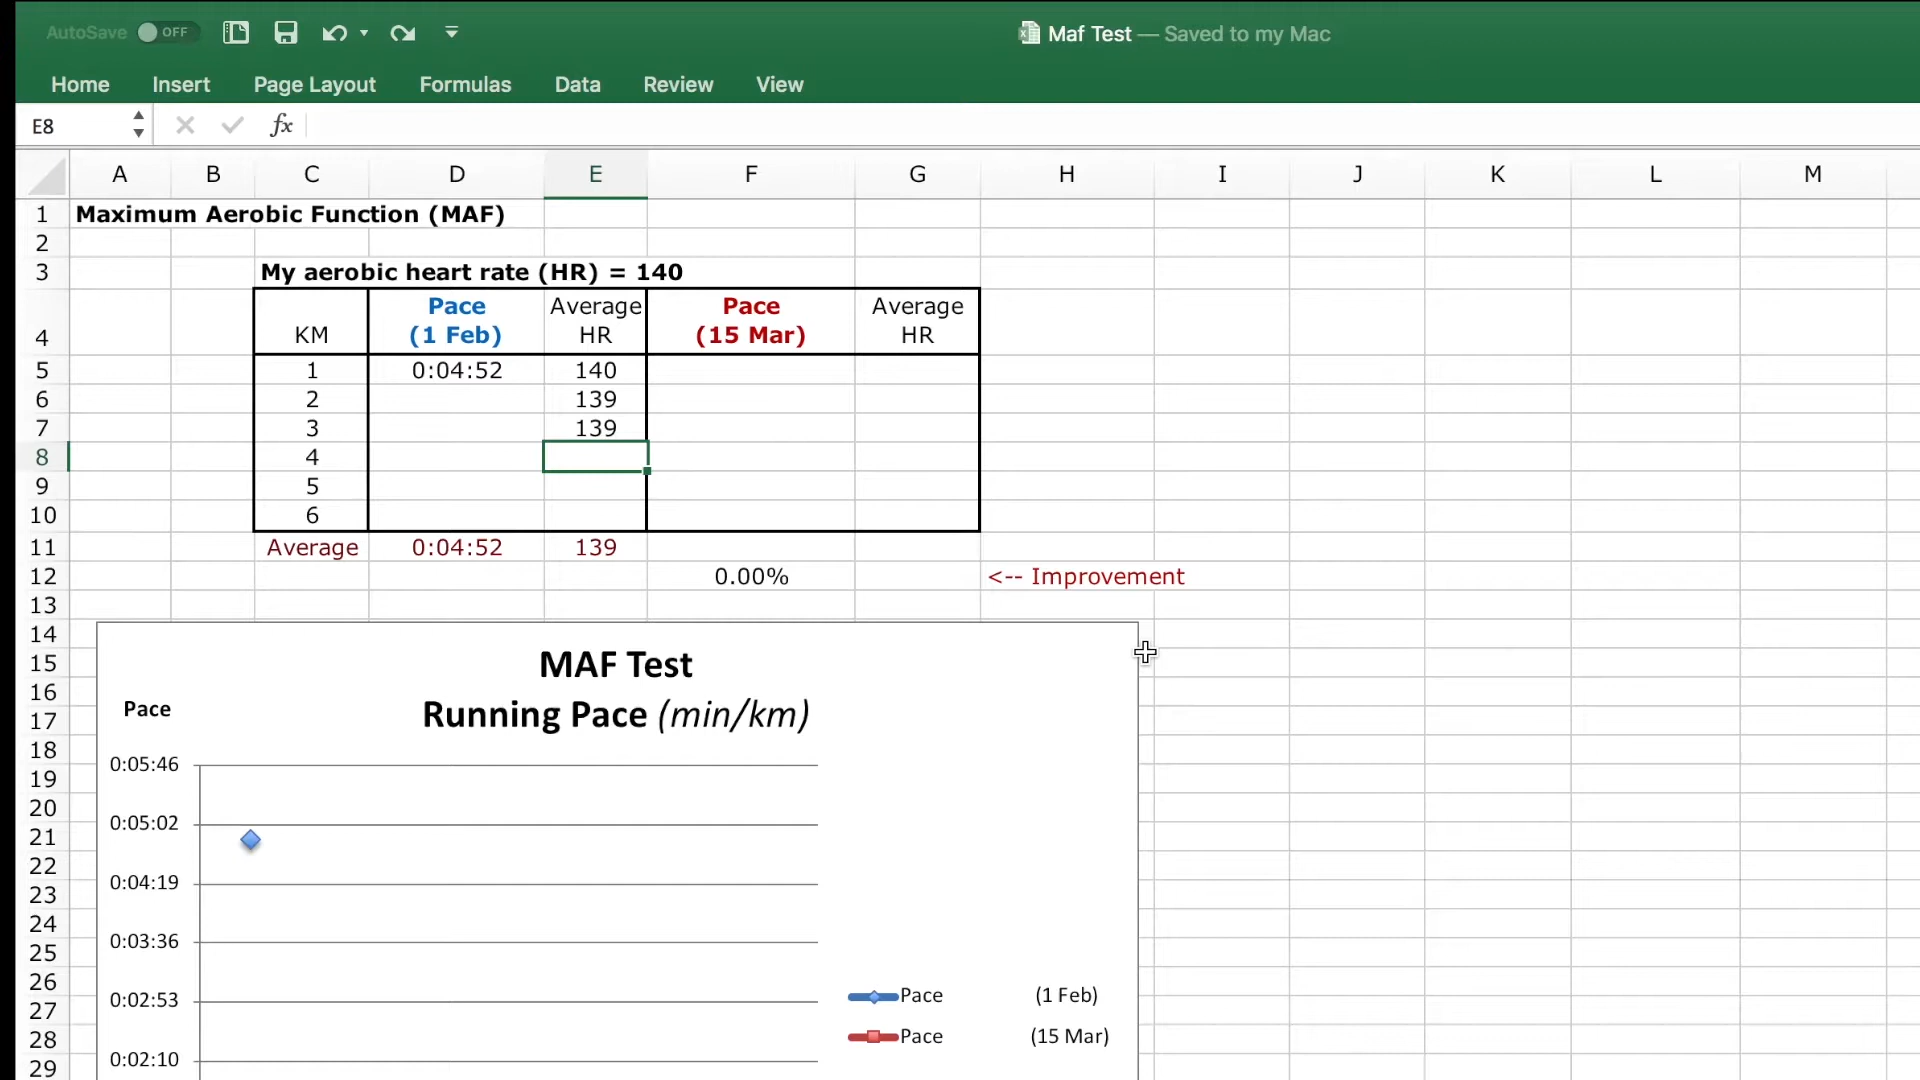 AutoSave OFF
Maf Test — Saved to my Mac
Home Insert Page Layout Formulas Data Review View
E8 fx
A B C D E F G H I J K L M
1 Maximum Aerobic Function (MAF)
2
3 My aerobic heart rate (HR) = 140
Pace Average Pace Average
4 KM (1 Feb) HR (15 Mar) HR
5 1 0:04:52 140
6 2 139
7 3 139
8 4
9 5
10 6
11 Average 0:04:52 139
12 0.00% <-- Improvement
13
14
15 MAF Test
16
17 Pace Running Pace (min/km)
18
19 0:05:46
20
21 0:05:02
22
23 0:04:19
24
25 0:03:36
26
27 0:02:53 Pace (1 Feb)
28 Pace (15 Mar)
29 0:02:10